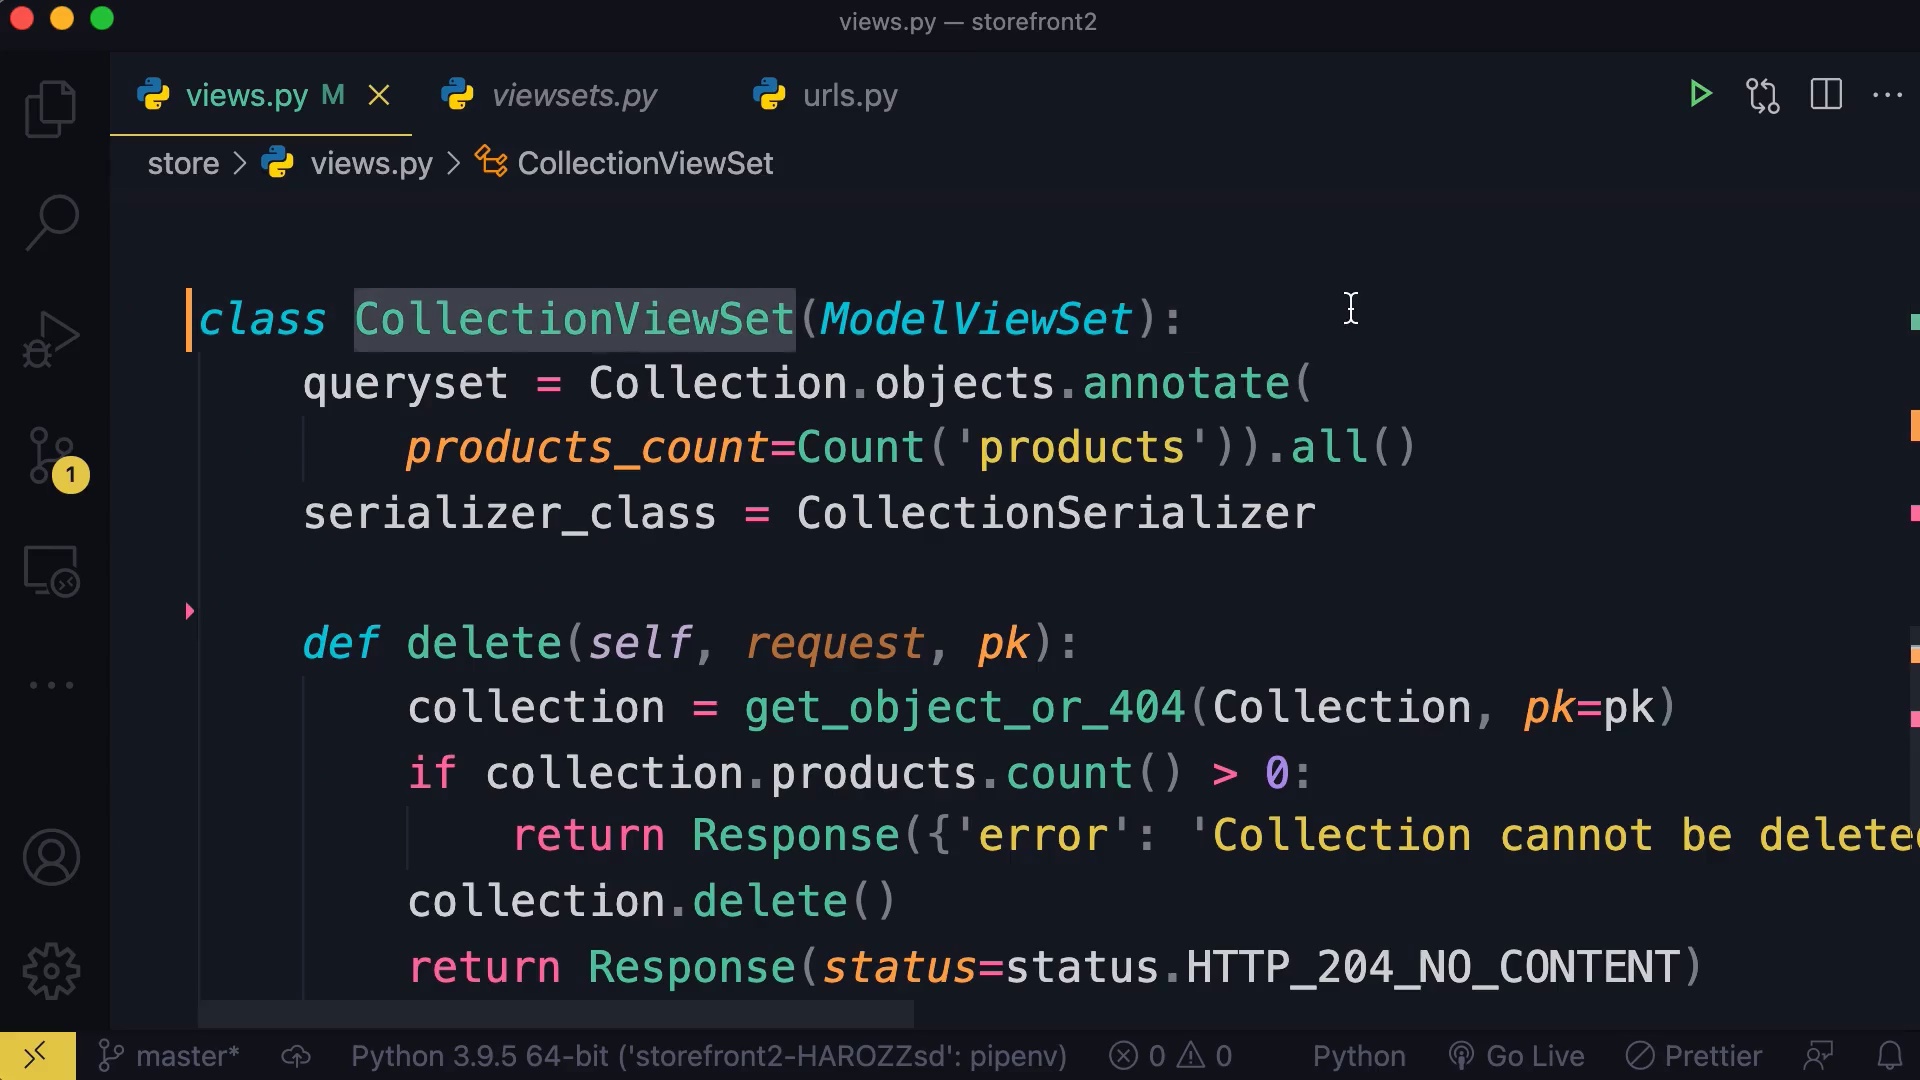 views.py — storefront2
views.py M
viewsets.py
urls.py
store > views.py > CollectionViewSet
class CollectionViewSet(ModelViewSet):
queryset = Collection.objects.annotate(
products_count=Count('products')).all()
serializer_class = CollectionSerializer
def delete(self, request, pk):
collection = get_object_or_404(Collection, pk=pk)
if collection.products.count() > 0:
return Response({'error': 'Collection cannot be delete
collection.delete()
return Response(status=status.HTTP_204_NO_CONTENT)
1
master*
Python 3.9.5 64-bit ('storefront2-HAROZZsd': pipenv)
0
0
Python
Go Live
Prettier